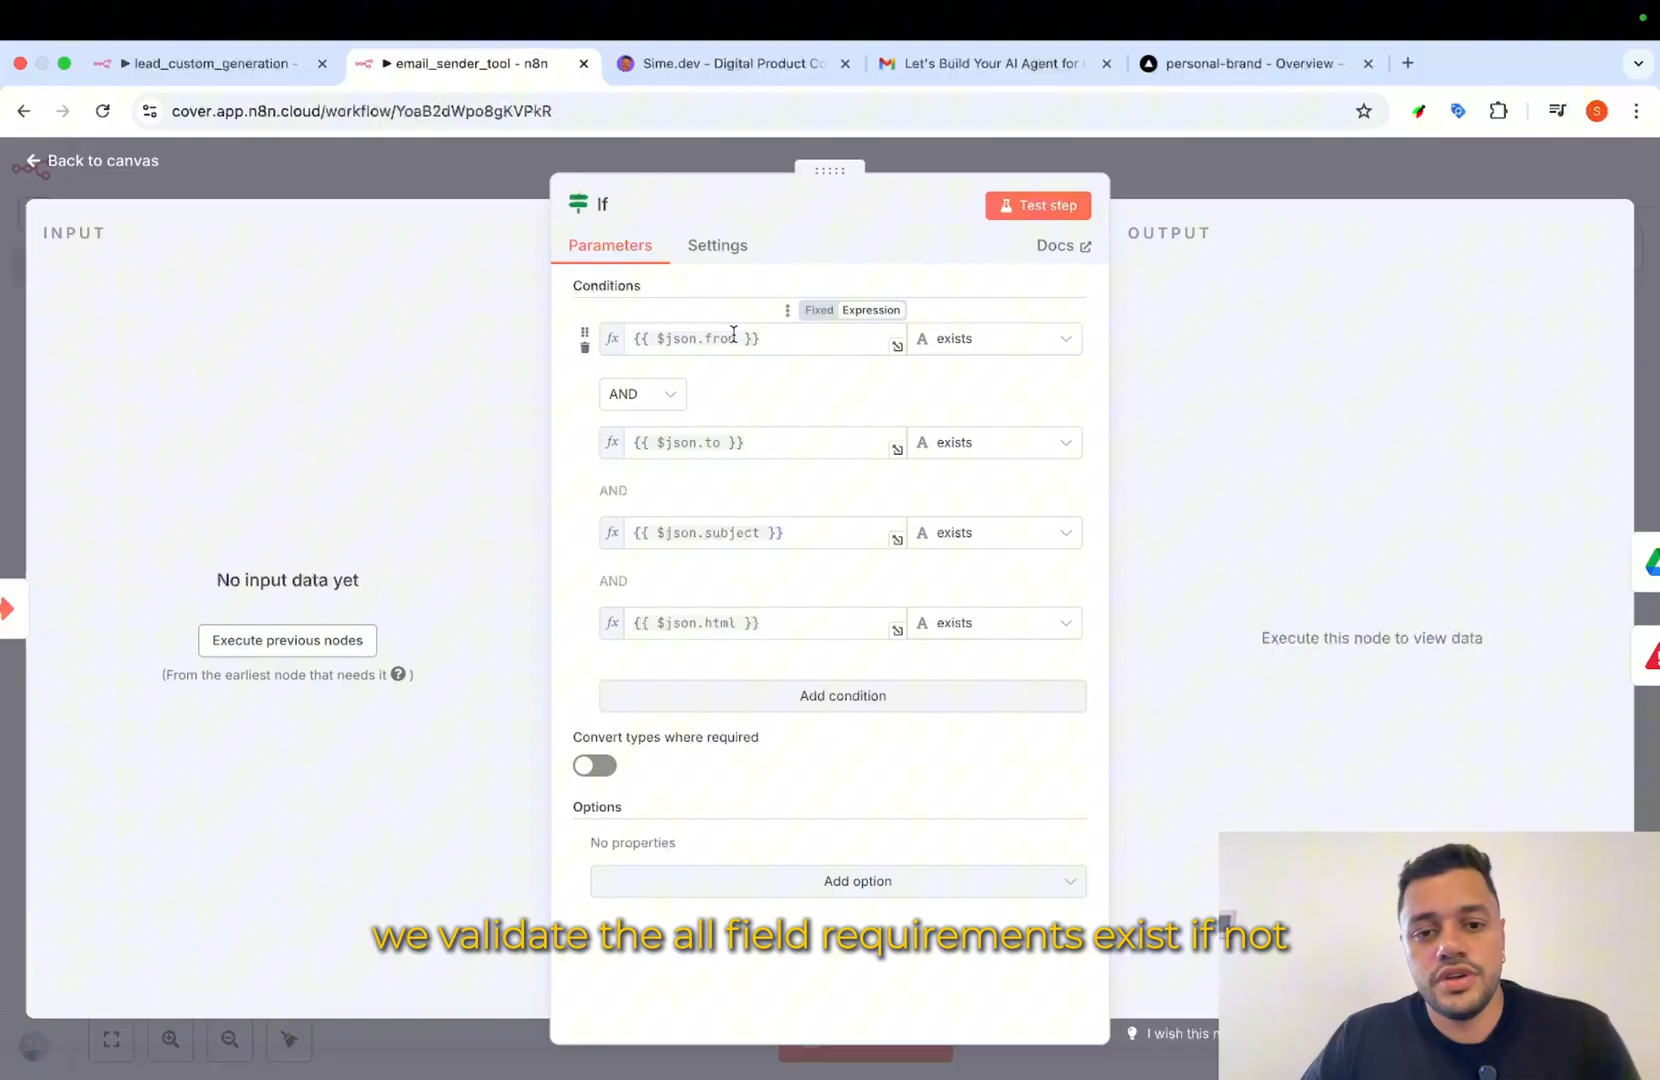 lead_custom_generation -
email_sender_tool - n8n
Sime.dev - Digital Product Co
Let's Build Your AI Agent for L
personal-brand - Overview -
cover.app.n8n.cloud/workflow/YoaB2dWpo8gKVPkR
S
Back to canvas
INPUT
If
Test step
OUTPUT
Parameters
Settings
Docs
Conditions
Fixed
Expression
fx
{{ $json.from }}
A
exists
AND
fx
{{ $json.to }}
A
exists
AND
fx
{{ $json.subject }}
A
exists
AND
fx
{{ $json.html }}
A
exists
No input data yet
Execute previous nodes
(From the earliest node that needs it ? )
Execute this node to view data
Add condition
Convert types where required
Options
No properties
Add option
we validate the all field requirements exist if not
I wish this n